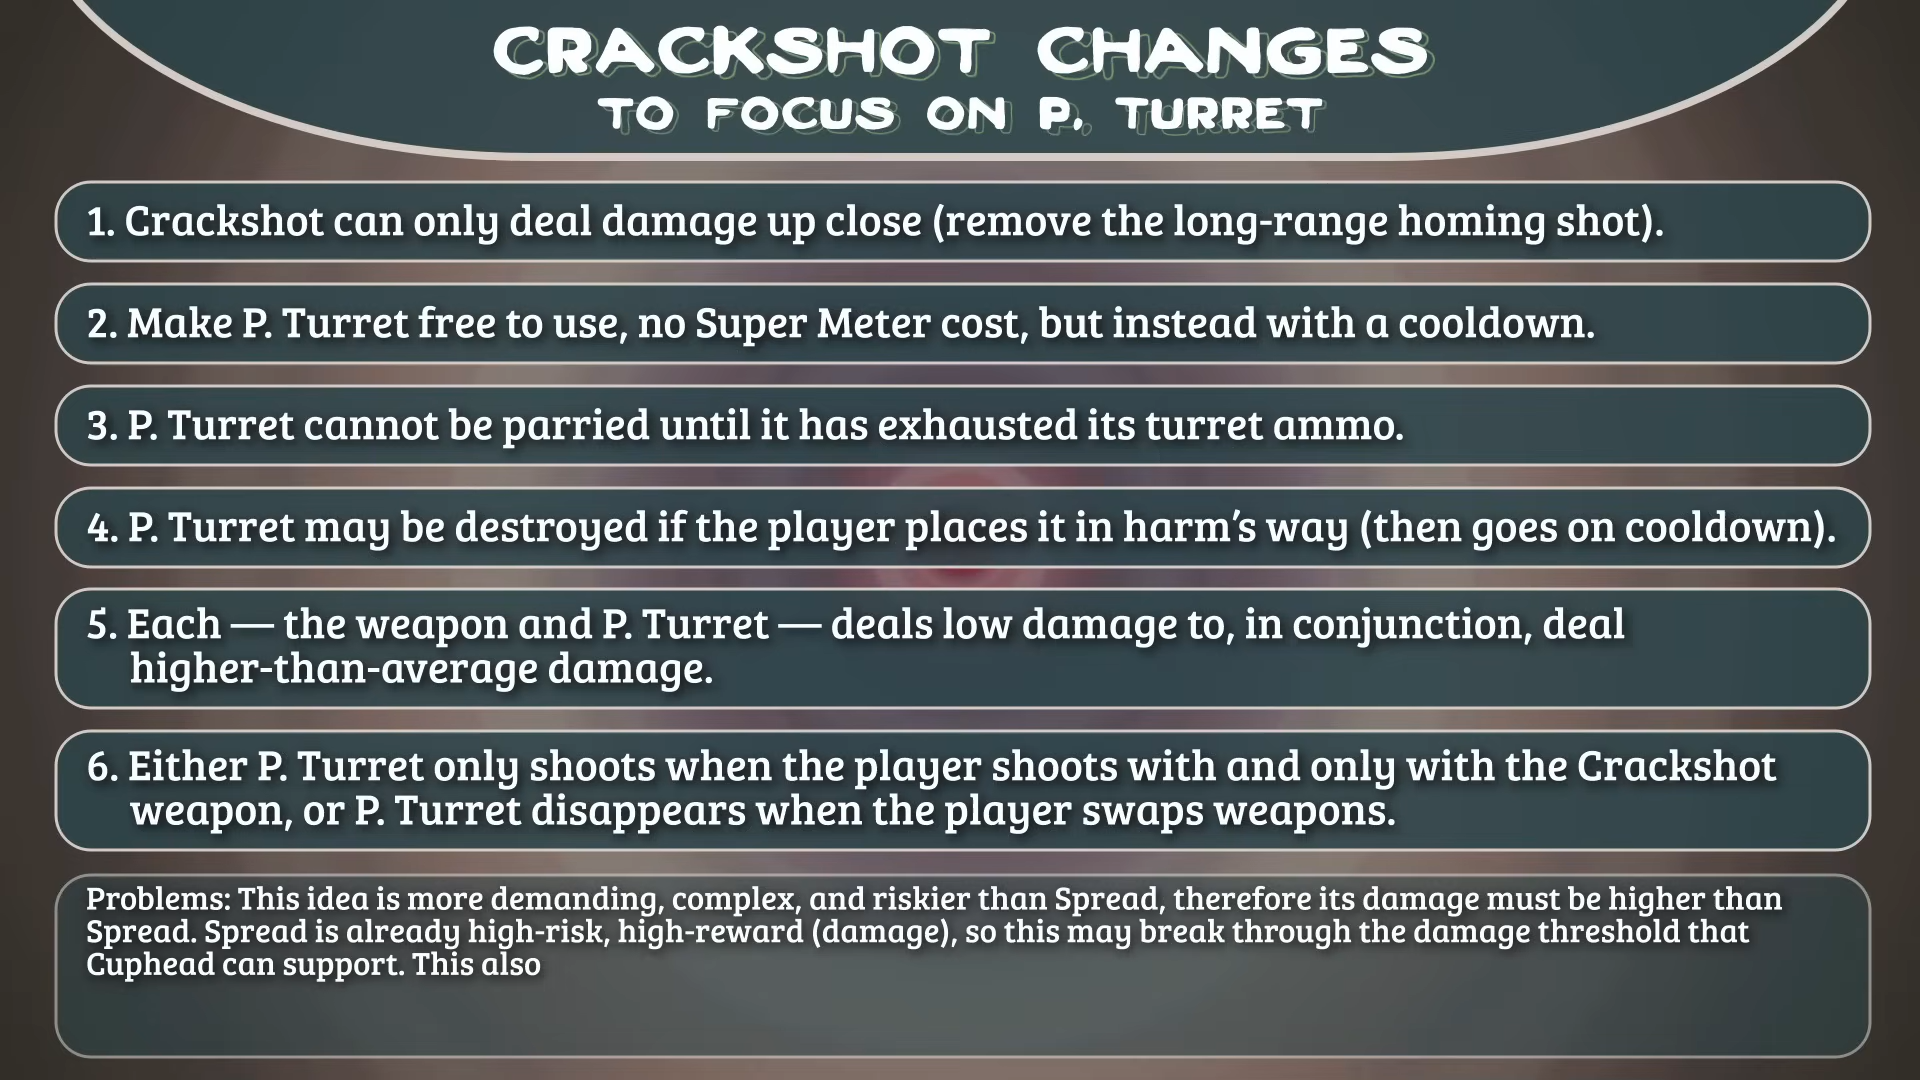 CRACKSHOT CHANGES
TO FOCUS ON P. TURRET
1. Crackshot can only deal damage up close (remove the long-range homing shot).
2. Make P. Turret free to use, no Super Meter cost, but instead with a cooldown.
3. P. Turret cannot be parried until it has exhausted its turret ammo.
4. P. Turret may be destroyed if the player places it in harm’s way (then goes on cooldown).
5. Each — the weapon and P. Turret — deals low damage to, in conjunction, deal
higher-than-average damage.
6. Either P. Turret only shoots when the player shoots with and only with the Crackshot
weapon, or P. Turret disappears when the player swaps weapons.
Problems: This idea is more demanding, complex, and riskier than Spread, therefore its damage must be higher than
Spread. Spread is already high-risk, high-reward (damage), so this may break through the damage threshold that
Cuphead can support. This also